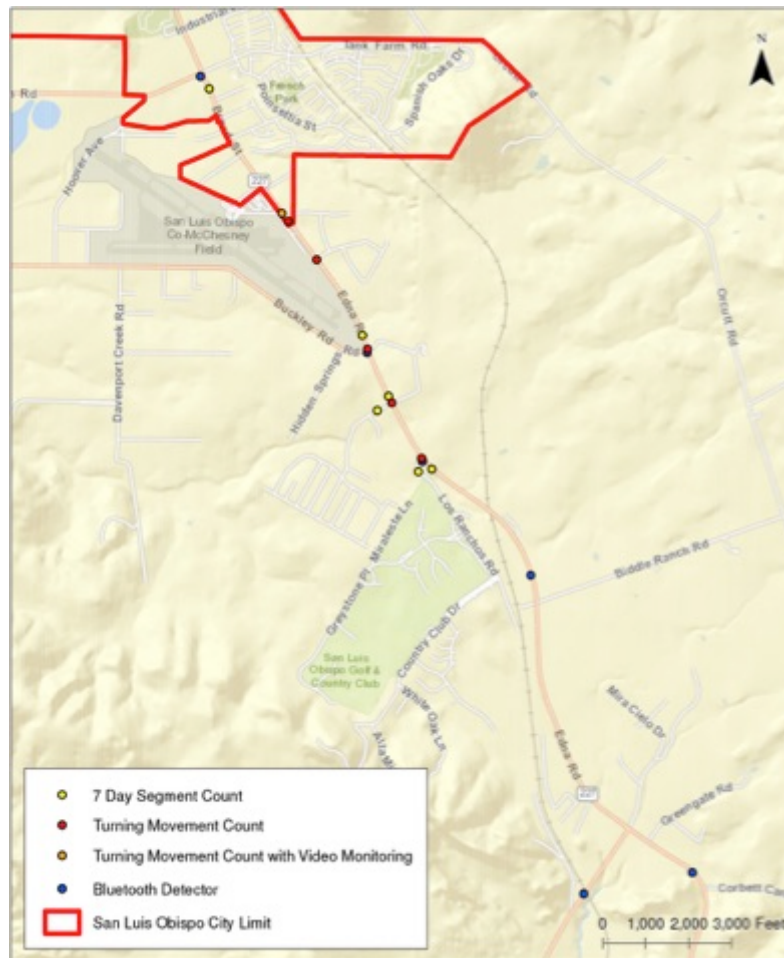 Industrial
Tank Farm Rd.
N
Spanish Oaks Dr
Orcutt Rd
French
Park
Poinsettia St
Rd
Broad St
Hoover Ave
227
San Luis Obispo
Co-McChesney
Field
Edna R
Buckley Rd
Rd
Orcutt Rd
Davenport Creek Rd
Hidden Springs
Miraleste Ln
Los Ranchos Rd
Greystone Pl
Biddle Ranch Rd
Country Club Dr
San Luis
Obispo Golf &
Country Club
White Oak Ln
Mira Cielo Dr
Edna Rd
227
Greengate Rd
7 Day Segment Count
Turning Movement Count
Turning Movement Count with Video Monitoring
Bluetooth Detector
San Luis Obispo City Limit
Corbett Ca
0 1,000 2,000 3,000 Feet